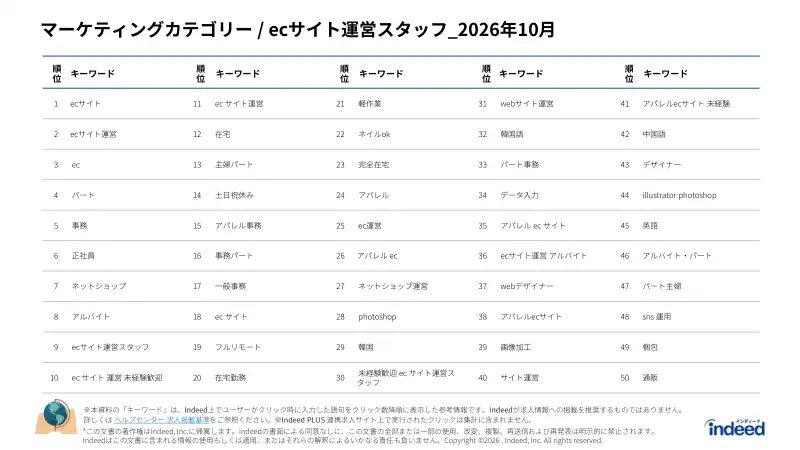 マーケティングカテゴリー / ecサイト運営スタッフ_2026年10月
順位 キーワード 順位 キーワード 順位 キーワード 順位 キーワード 順位 キーワード
1 ecサイト 11 ec サイト運営 21 軽作業 31 webサイト運営 41 アパレルecサイト 未経験
2 ecサイト運営 12 在宅 22 ネイルok 32 韓国語 42 中国語
3 ec 13 主婦パート 23 完全在宅 33 パート事務 43 デザイナー
4 パート 14 土日祝休み 24 アパレル 34 データ入力 44 illustrator photoshop
5 事務 15 アパレル事務 25 ec運営 35 アパレル ec サイト 45 英語
6 正社員 16 事務パート 26 アパレル ec 36 ecサイト運営 アルバイト 46 アルバイト・パート
7 ネットショップ 17 一般事務 27 ネットショップ運営 37 webデザイナー 47 パート主婦
8 アルバイト 18 ec サイト 28 photoshop 38 アパレルecサイト 48 sns 運用
9 ecサイト運営スタッフ 19 フルリモート 29 韓国 39 画像加工 49 梱包
10 ec サイト 運営 未経験歓迎 20 在宅勤務 30 未経験歓迎 ec サイト運営スタッフ 40 サイト運営 50 通販
※本資料の「キーワード」は、Indeed上でユーザーがクリック時に入力した語句をクリック数降順に表示した参考情報です。Indeedが求人情報への掲載を推奨するものではありません。
詳しくは ヘルプセンター 求人掲載基準をご参照ください。※Indeed PLUS 連携求人サイト上で実行されたクリックは集計に含まれません。
*この文書の著作権はIndeed, Inc.に帰属します。Indeedの書面による同意なしに、この文書の全部または一部の使用、改変、複製、再送信および再発表は明示的に禁止されます。
Indeedはこの文書に含まれる情報の使用もしくは適用、またはそれらの解釈によるいかなる責任も負いません。Copyright ©2026 , Indeed, Inc. All rights reserved.
インディード
indeed